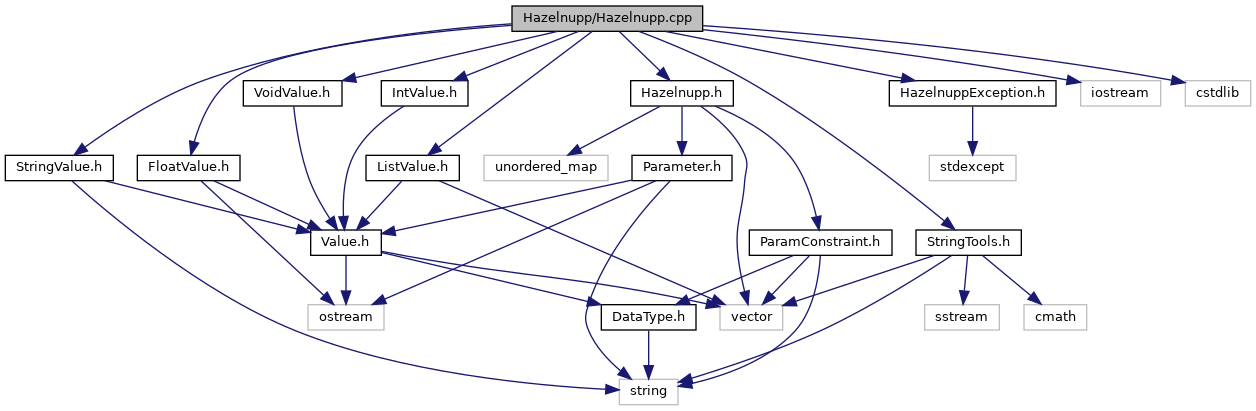 Hazelnupp/Hazelnupp.cpp
VoidValue.h
IntValue.h
Hazelnupp.h
HazelnuppException.h
iostream
cstdlib
StringValue.h
FloatValue.h
ListValue.h
unordered_map
Parameter.h
stdexcept
Value.h
ParamConstraint.h
StringTools.h
ostream
DataType.h
vector
sstream
cmath
string